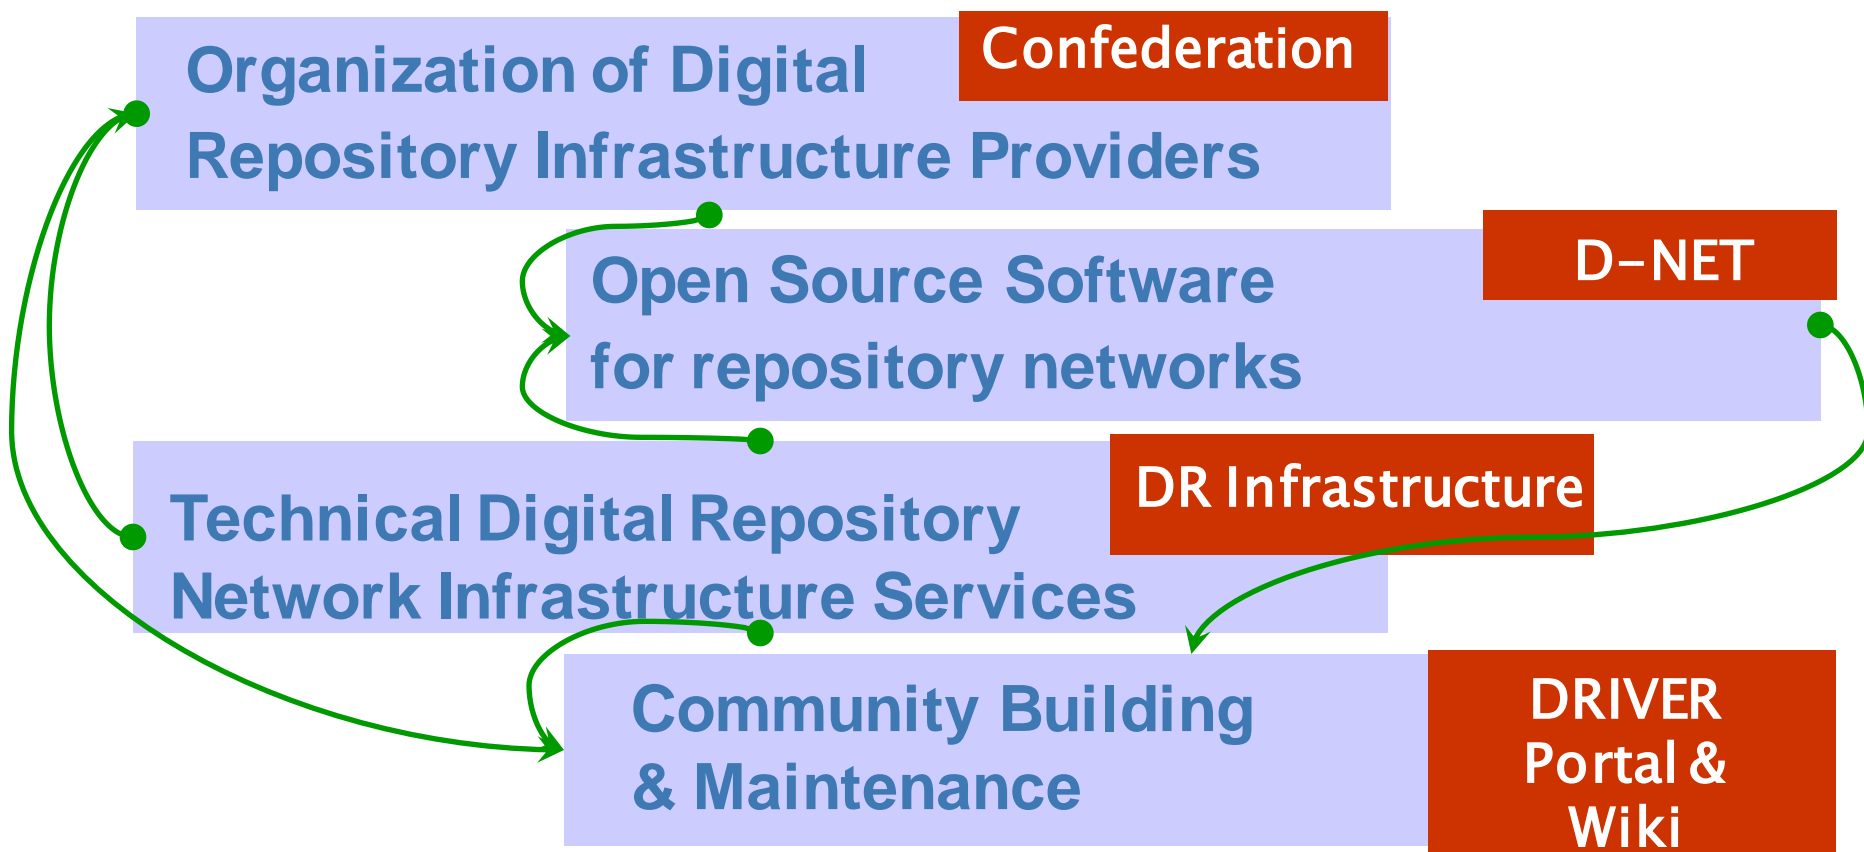 Organization of Digital
Repository Infrastructure Providers
Confederation
Open Source Software
for repository networks
D-NET
Technical Digital Repository
Network Infrastructure Services
DR Infrastructure
Community Building
& Maintenance
DRIVER
Portal &
Wiki